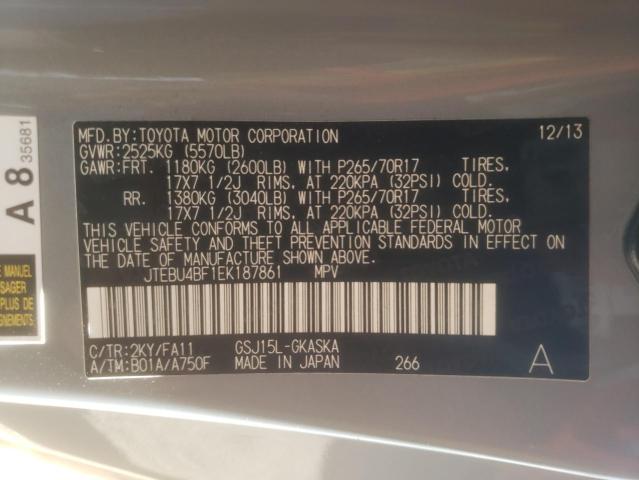 MFD.BY:TOYOTA MOTOR CORPORATION 12/13
GVWR:2525KG (5570LB)
GAWR:FRT. 1180KG (2600LB) WITH P265/70R17 TIRES,
17X7 1/2J RIMS, AT 220KPA (32PSI) COLD.
RR. 1380KG (3040LB) WITH P265/70R17 TIRES,
17X7 1/2J RIMS, AT 220KPA (32PSI) COLD.
THIS VEHICLE CONFORMS TO ALL APPLICABLE FEDERAL MOTOR
VEHICLE SAFETY AND THEFT PREVENTION STANDARDS IN EFFECT ON
THE DATE OF MANUFACTURE SHOWN ABOVE.
JTEBU4BF1EK187861 MPV
C/TR:2KY/FA11 GSJ15L-GKASKA
A/TM:B01A/A750F MADE IN JAPAN 266 A
A 8 35681
E MANUEL
SAGER
PLUS DE
GNEMENTS